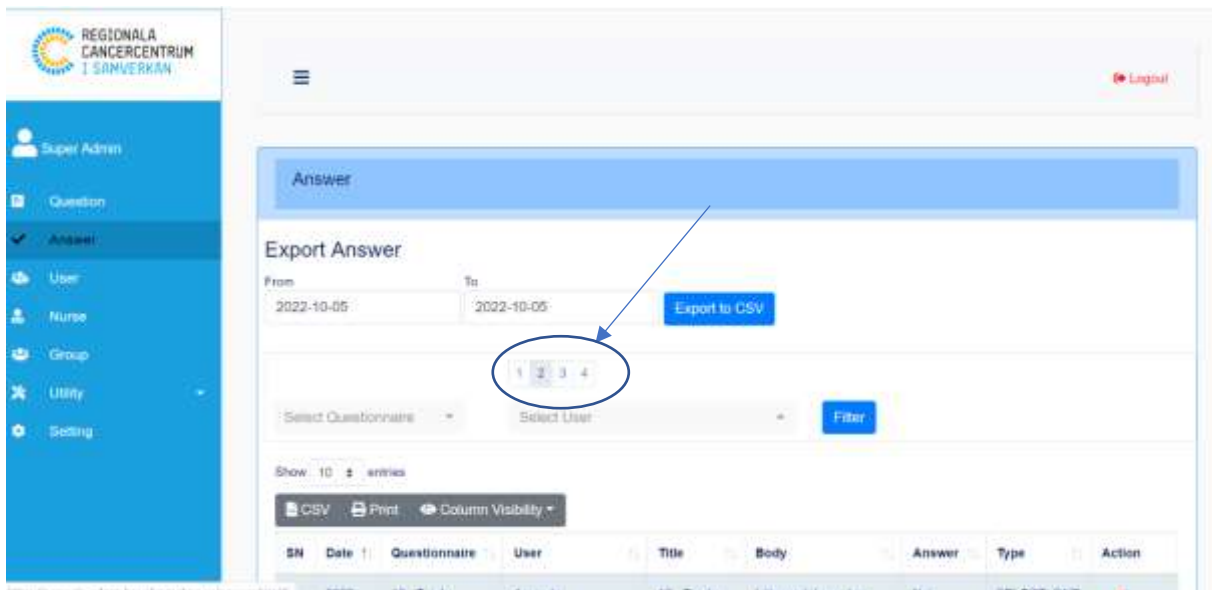 REGIONALA
CANCERCENTRUM
I SAMVERKAN
Logout
Super Admin
Question
Answer
User
Nurse
Group
Utility
Setting
Answer
Export Answer
From To
2022-10-05 2022-10-05 Export to CSV
1 2 3 4
Select Questionnaire Select User Filter
Show 10 entries
CSV Print Column Visibility
SN Date Questionnaire User Title Body Answer Type Action